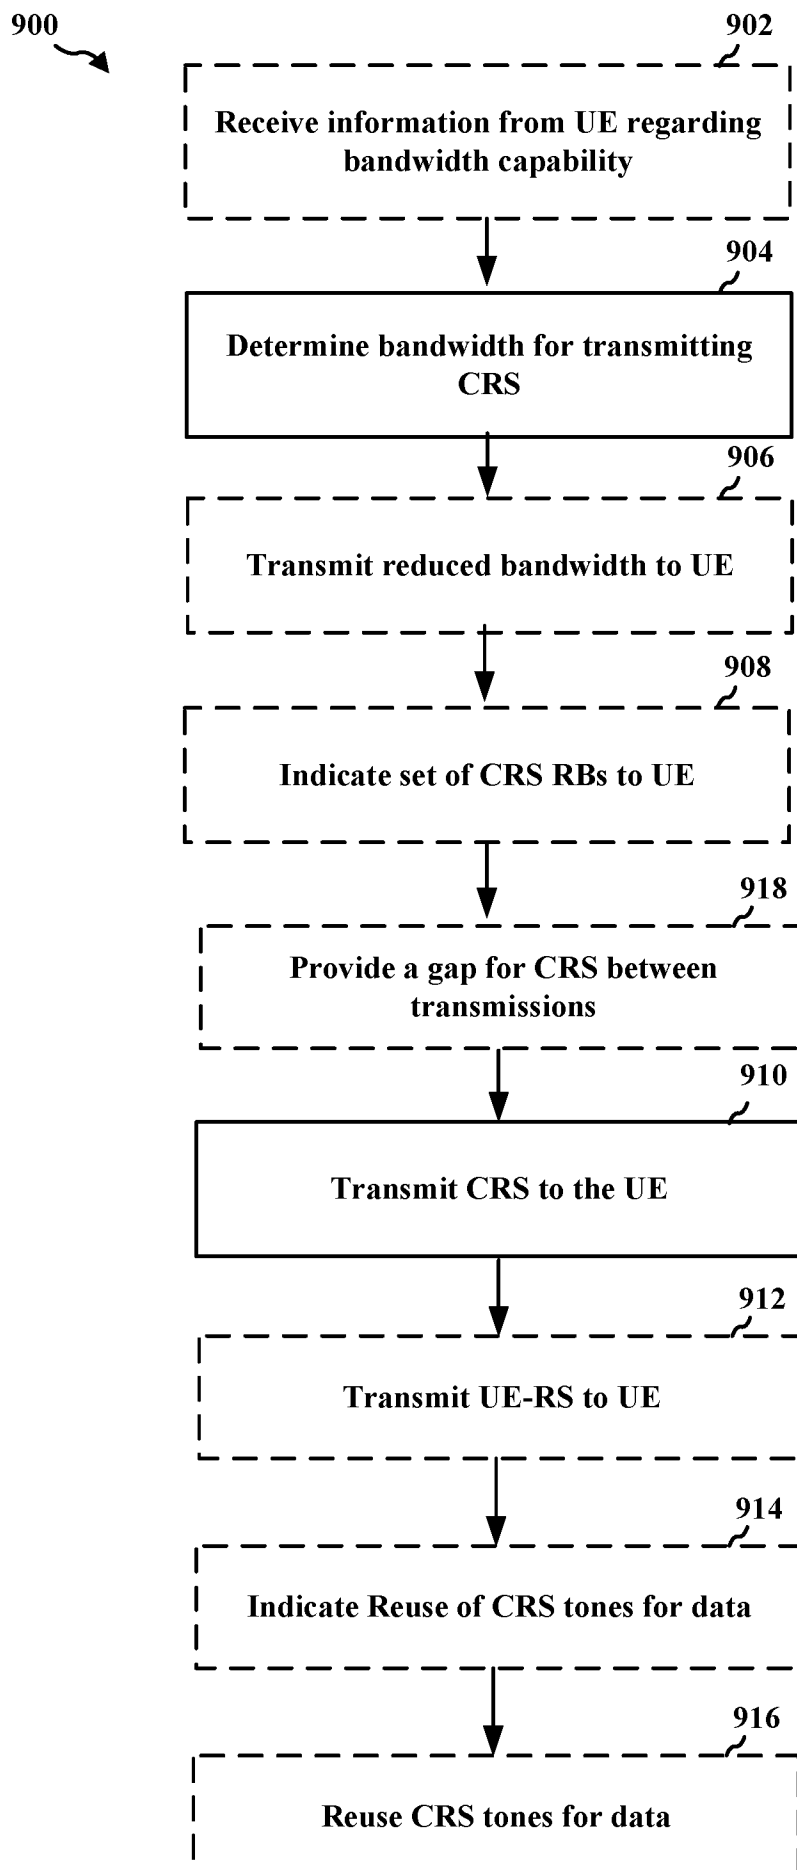 900
902
Receive information from UE regarding
bandwidth capability
904
Determine bandwidth for transmitting
CRS
906
Transmit reduced bandwidth to UE
908
Indicate set of CRS RBs to UE
918
Provide a gap for CRS between
transmissions
910
Transmit CRS to the UE
912
Transmit UE-RS to UE
914
Indicate Reuse of CRS tones for data
916
Reuse CRS tones for data